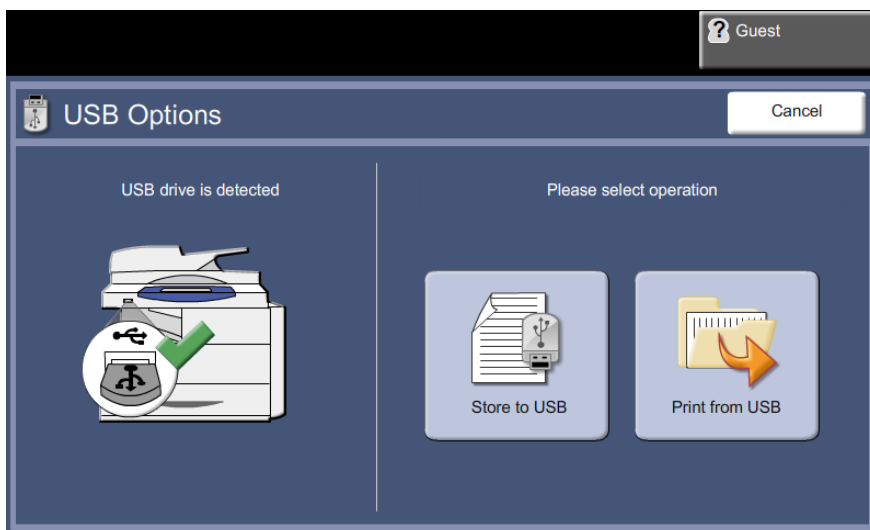 Guest
USB Options
Cancel
USB drive is detected
Please select operation
Store to USB
Print from USB